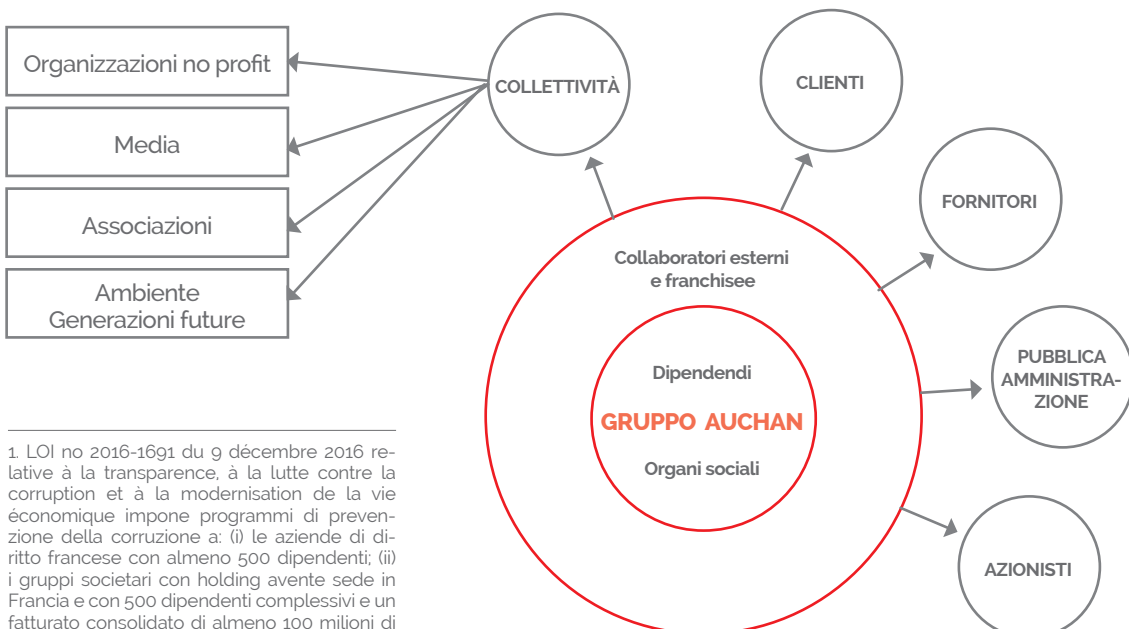 Organizzazioni no profit
Media
Associazioni
Ambiente
Generazioni future
COLLETTIVITÀ
CLIENTI
FORNITORI
PUBBLICA
AMMINISTRA-
ZIONE
AZIONISTI
Collaboratori esterni
e franchisee
Dipendendi
GRUPPO AUCHAN
Organi sociali
1. LOI no 2016-1691 du 9 décembre 2016 re-
lative à la transparence, à la lutte contre la
corruption et à la modernisation de la vie
économique impone programmi di preven-
zione della corruzione a: (i) le aziende di di-
ritto francese con almeno 500 dipendenti; (ii)
i gruppi societari con holding avente sede in
Francia e con 500 dipendenti complessivi e un
fatturato consolidato di almeno 100 milioni di